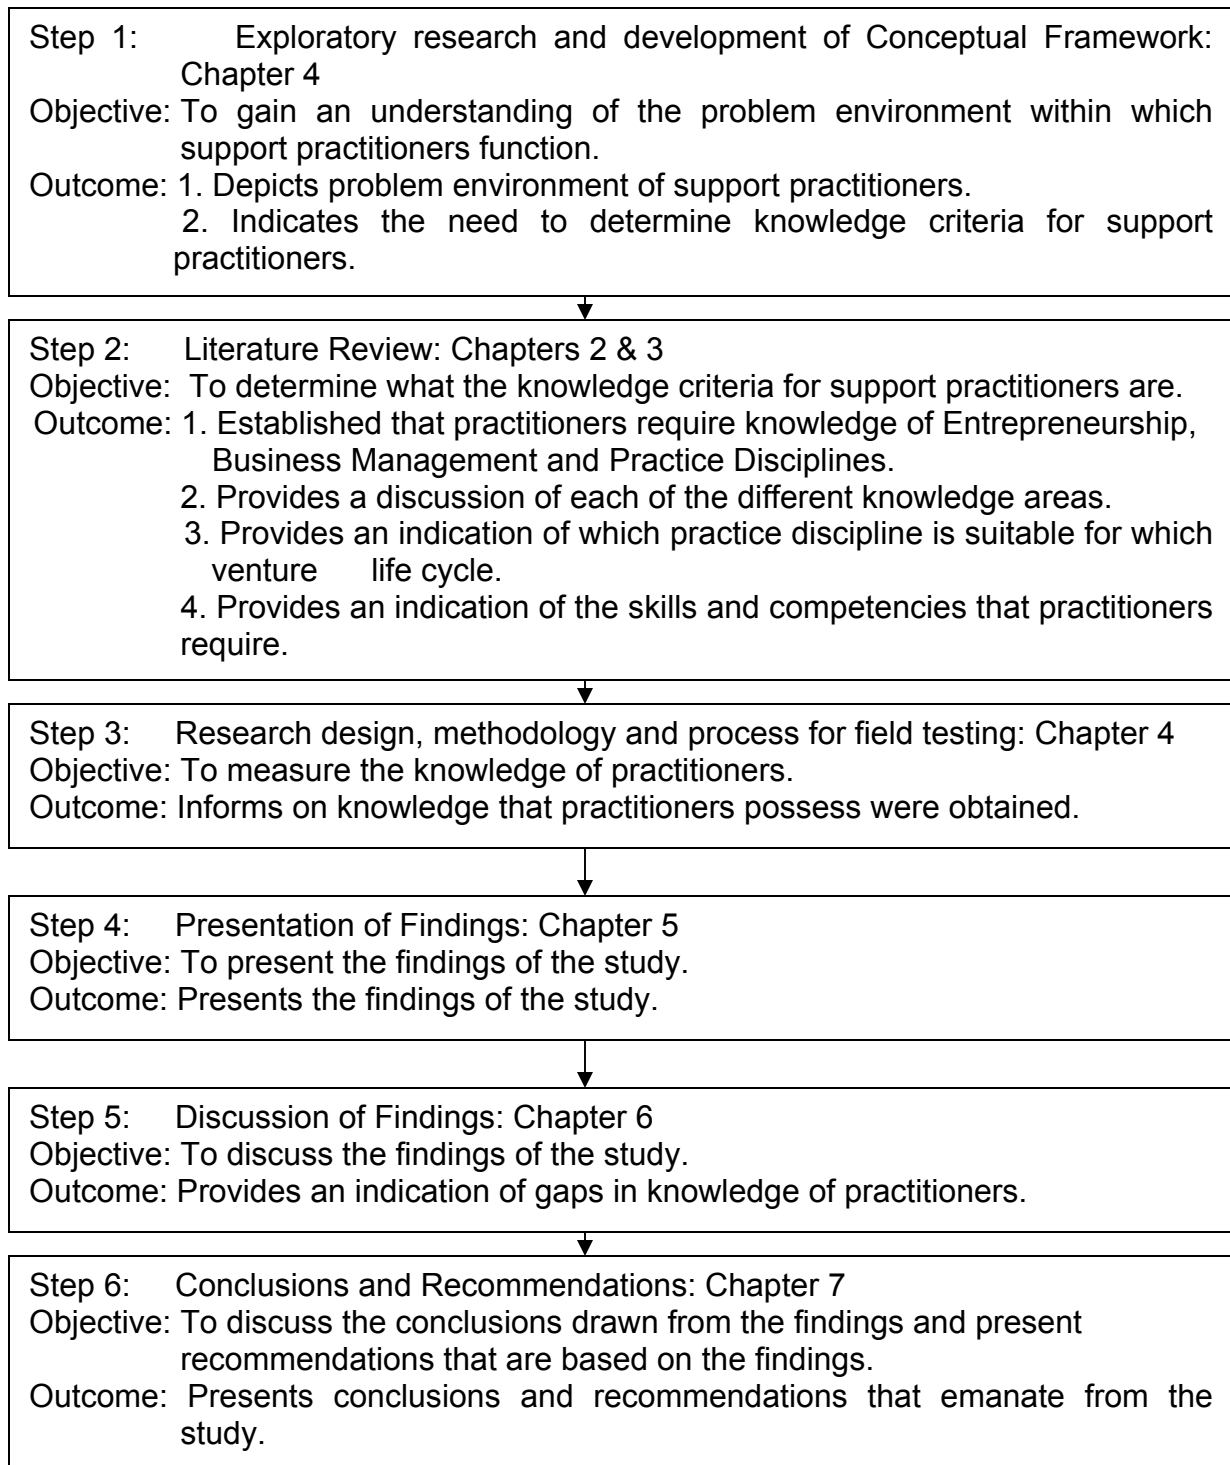 Step 1: Exploratory research and development of Conceptual Framework:
Chapter 4
Objective: To gain an understanding of the problem environment within which
support practitioners function.
Outcome: 1. Depicts problem environment of support practitioners.
2. Indicates the need to determine knowledge criteria for support
practitioners.
Step 2: Literature Review: Chapters 2 & 3
Objective: To determine what the knowledge criteria for support practitioners are.
Outcome: 1. Established that practitioners require knowledge of Entrepreneurship,
Business Management and Practice Disciplines.
2. Provides a discussion of each of the different knowledge areas.
3. Provides an indication of which practice discipline is suitable for which
venture life cycle.
4. Provides an indication of the skills and competencies that practitioners
require.
Step 3: Research design, methodology and process for field testing: Chapter 4
Objective: To measure the knowledge of practitioners.
Outcome: Informs on knowledge that practitioners possess were obtained.
Step 4: Presentation of Findings: Chapter 5
Objective: To present the findings of the study.
Outcome: Presents the findings of the study.
Step 5: Discussion of Findings: Chapter 6
Objective: To discuss the findings of the study.
Outcome: Provides an indication of gaps in knowledge of practitioners.
Step 6: Conclusions and Recommendations: Chapter 7
Objective: To discuss the conclusions drawn from the findings and present
recommendations that are based on the findings.
Outcome: Presents conclusions and recommendations that emanate from the
study.